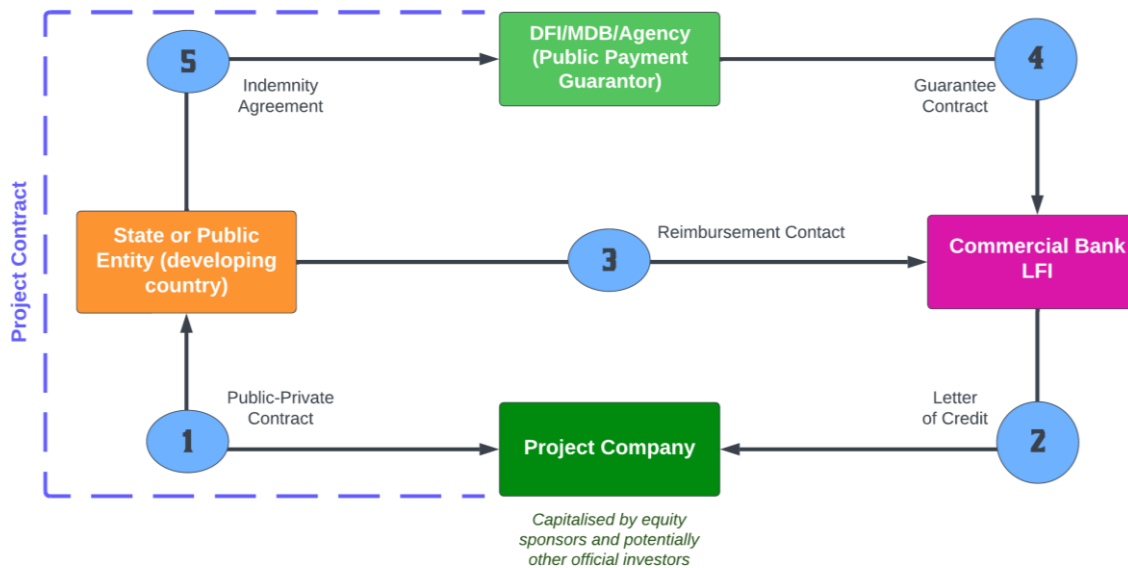 DFI/MDB/Agency
(Public Payment
Guarantor)
5
4
Indemnity
Agreement
Guarantee
Contract
Project Contract
State or Public
Entity (developing
country)
3
Reimbursement Contact
Commercial Bank
LFI
Public-Private
Contract
Letter
of Credit
1
Project Company
2
Capitalised by equity
sponsors and potentially
other official investors